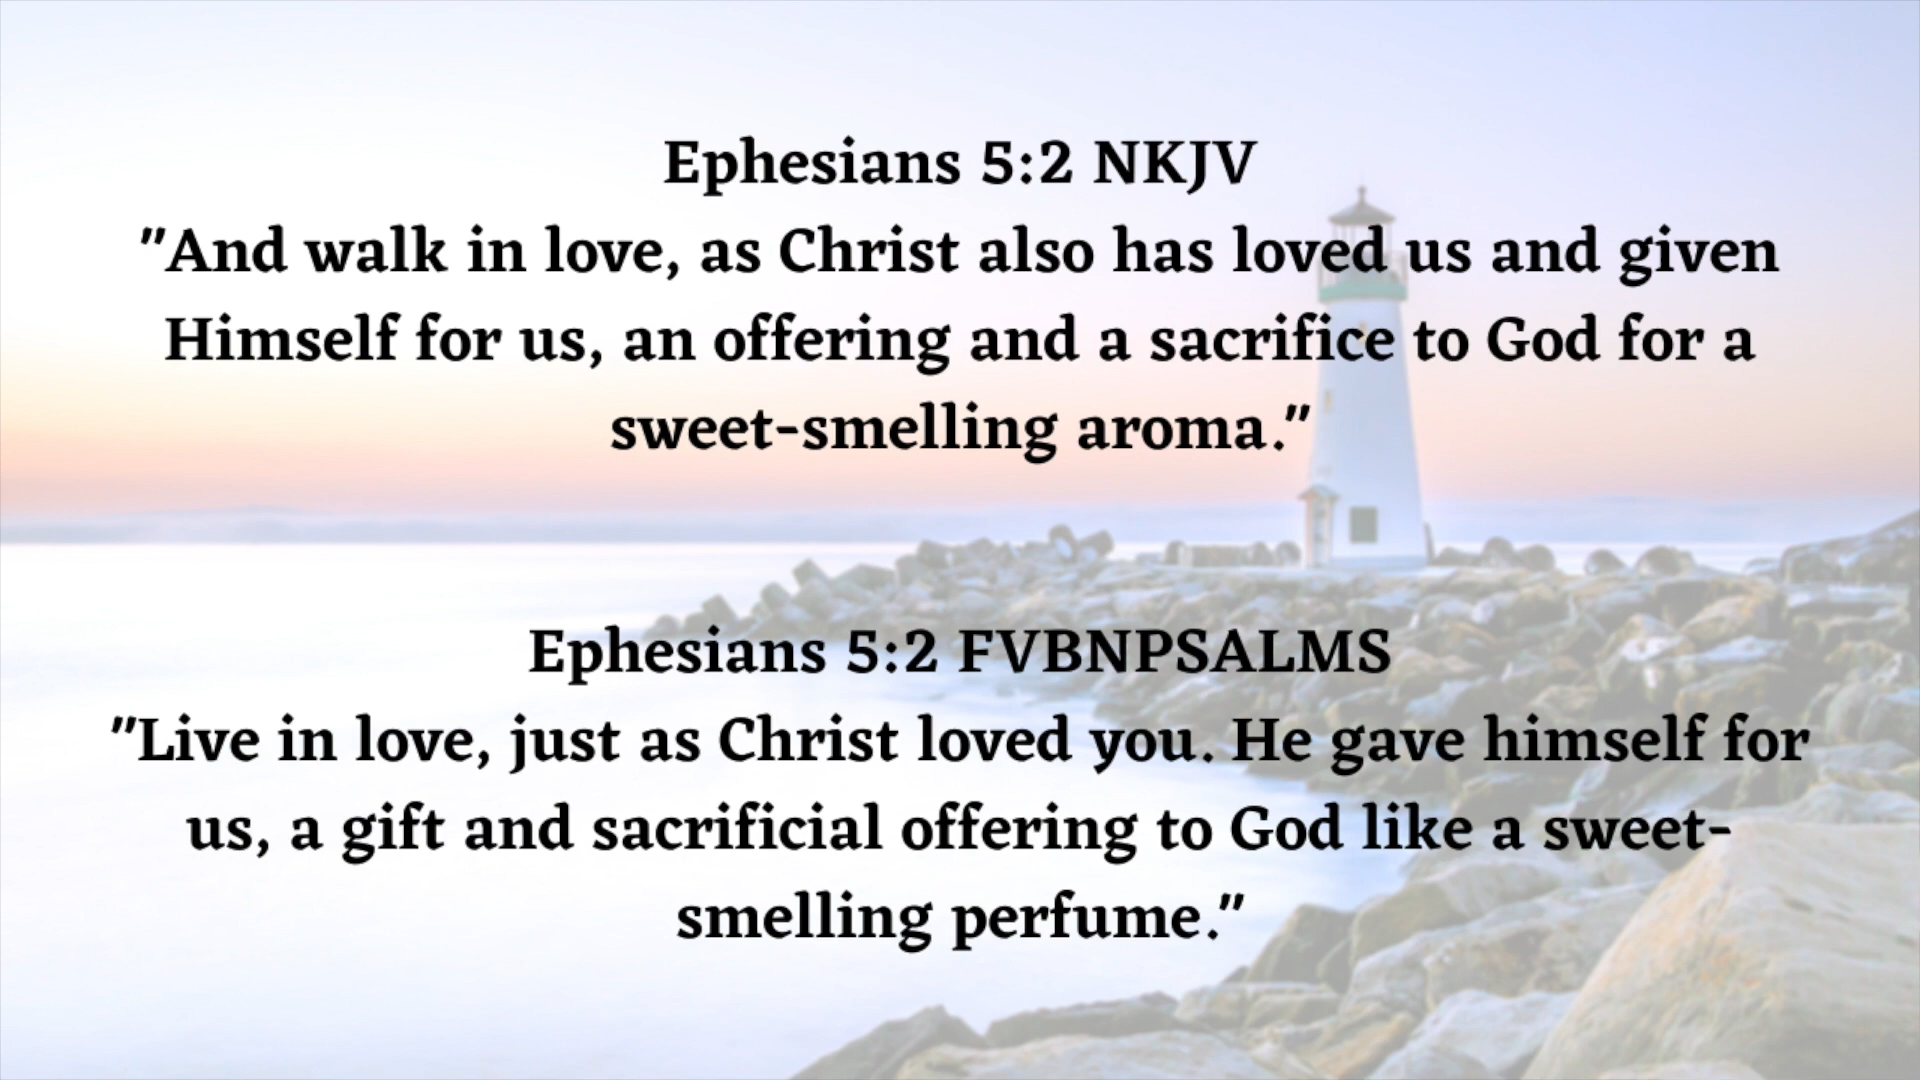 Ephesians 5:2 NKJV
"And walk in love, as Christ also has loved us and given
Himself for us, an offering and a sacrifice to God for a
sweet-smelling aroma."
Ephesians 5:2 FVBNPSALMS
"Live in love, just as Christ loved you. He gave himself for
us, a gift and sacrificial offering to God like a sweet-
smelling perfume."